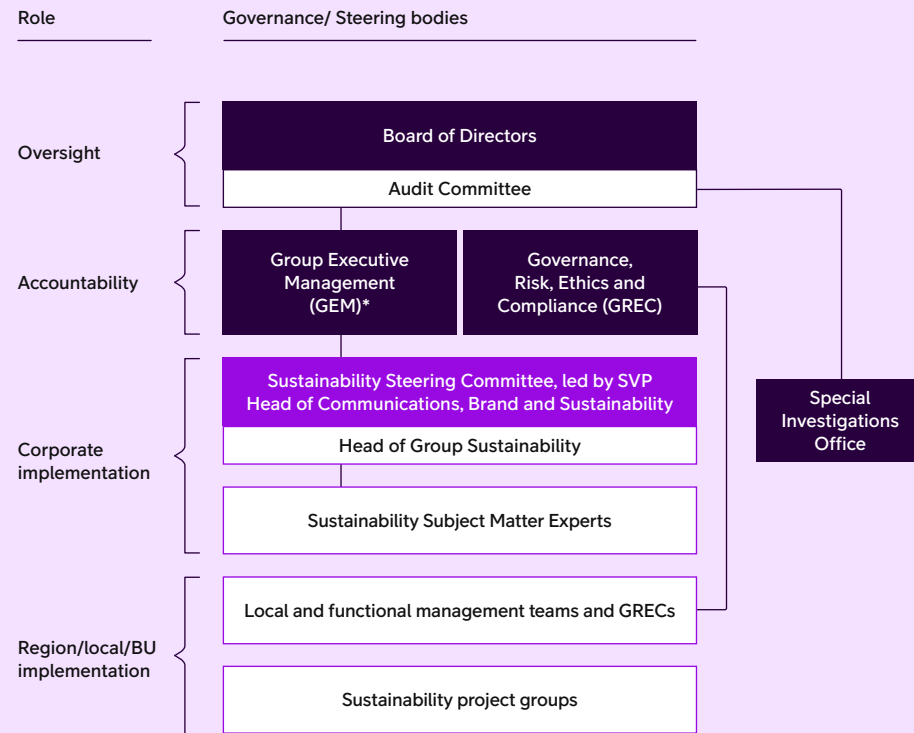 Role
Governance/ Steering bodies
Oversight
Board of Directors
Audit Committee
Accountability
Group Executive
Management
(GEM)*
Governance,
Risk, Ethics and
Compliance (GREC)
Corporate
implementation
Sustainability Steering Committee, led by SVP
Head of Communications, Brand and Sustainability
Head of Group Sustainability
Sustainability Subject Matter Experts
Special
Investigations
Office
Region/local/BU
implementation
Local and functional management teams and GRECs
Sustainability project groups